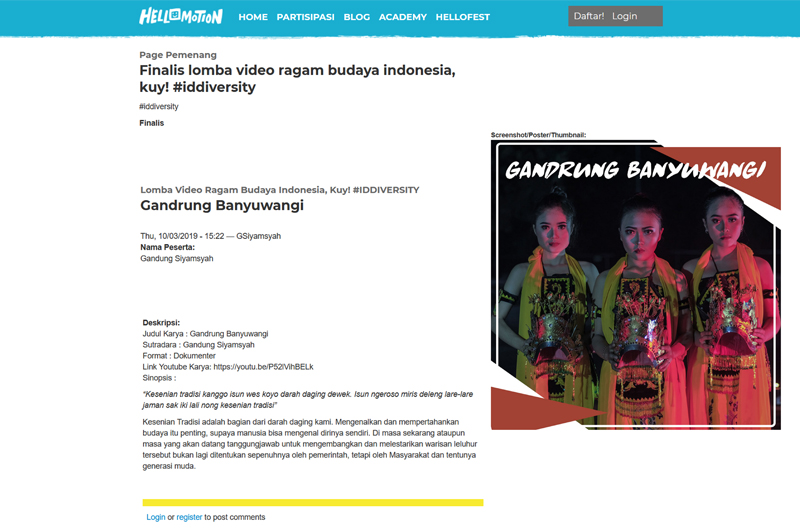 HELLOMOTION
HOME PARTISIPASI BLOG ACADEMY HELLOFEST
Daftar! Login
Page Pemenang
Finalis lomba video ragam budaya indonesia,
kuy! #iddiversity
#iddiversity
Finalis
Screenshot/Poster/Thumbnail:
GANDRUNG BANYUWANGI
Lomba Video Ragam Budaya Indonesia, Kuy! #IDDIVERSITY
Gandrung Banyuwangi
Thu, 10/03/2019 - 15:22 — GSiyamsyah
Nama Peserta:
Gandung Siyamsyah
Deskripsi:
Judul Karya : Gandrung Banyuwangi
Sutradara : Gandung Siyamsyah
Format : Dokumenter
Link Youtube Karya: https://youtu.be/P52lVlhBELk
Sinopsis :
“Kesenian tradisi kanggo isun wes koyo darah daging dewek. Isun ngeroso miris deleng lare-lare
jaman sak iki lali nong kesenian tradisi”
Kesenian Tradisi adalah bagian dari darah daging kami. Mengenalkan dan mempertahankan
budaya itu penting, supaya manusia bisa mengenal dirinya sendiri. Di masa sekarang ataupun
masa yang akan datang tanggungjawab untuk mengembangkan dan melestarikan warisan leluhur
tersebut bukan lagi ditentukan sepenuhnya oleh pemerintah, tetapi oleh Masyarakat dan tentunya
generasi muda.
Login or register to post comments